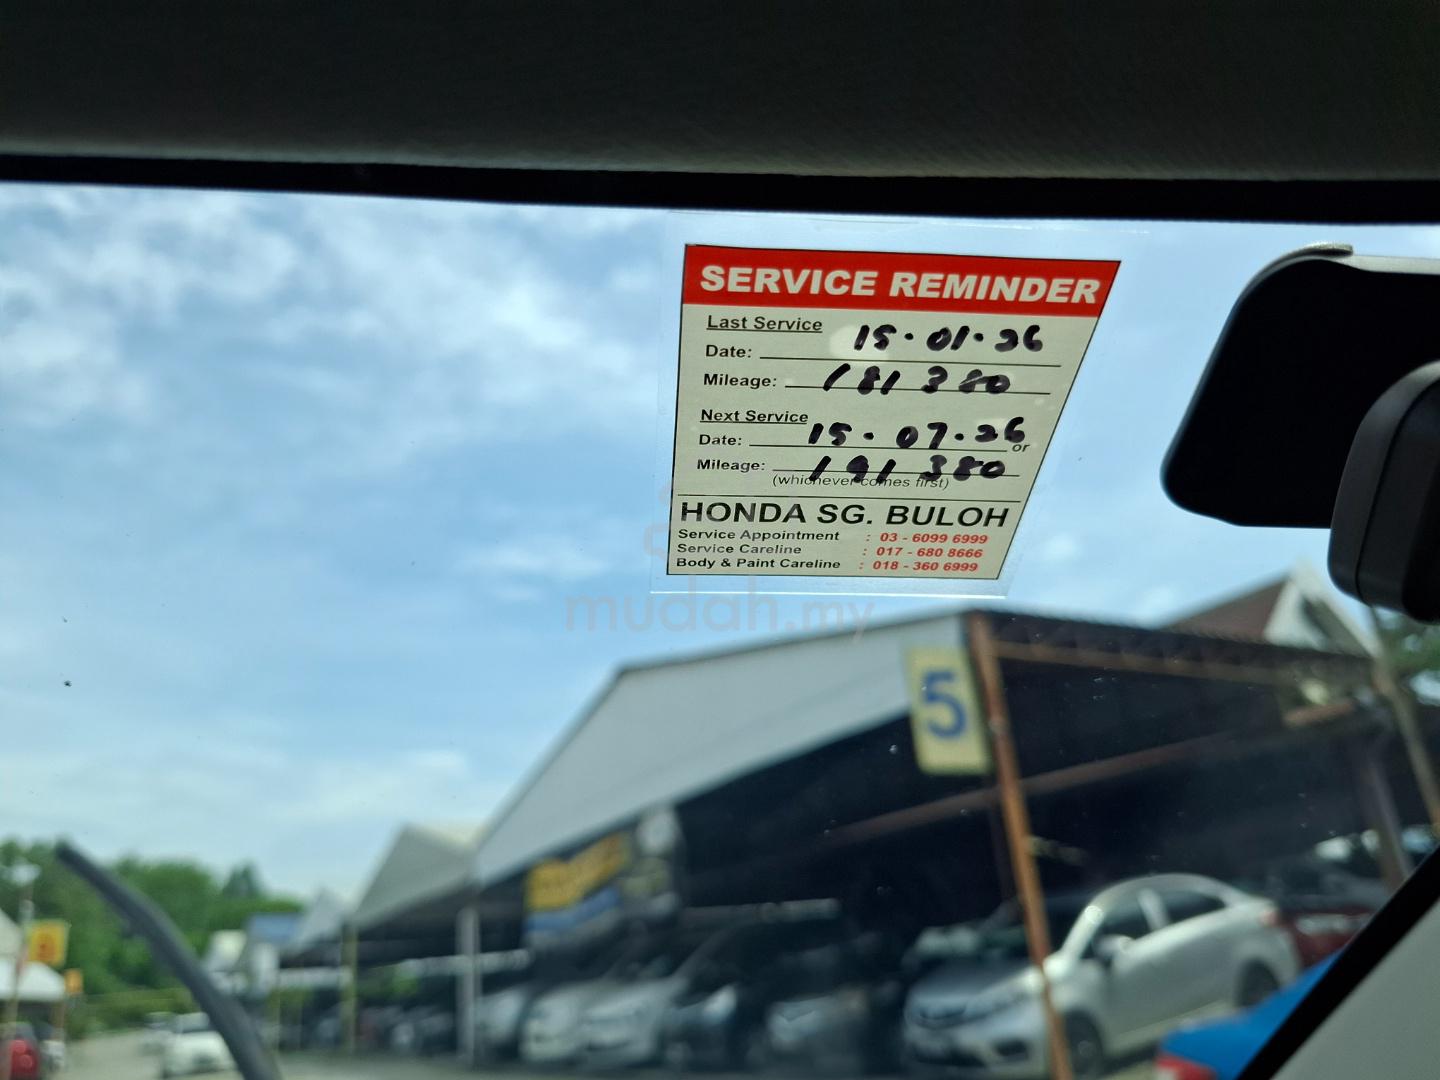 SERVICE REMINDER
Last Service
Date: 15.01.26
Mileage: 181380
Next Service
Date: 15.07.26 or
Mileage: 191380
(whichever comes first)
HONDA SG. BULOH
Service Appointment : 03 - 6099 6999
Service Careline : 017 - 680 8666
Body & Paint Careline : 018 - 360 6999
mudah.my
5